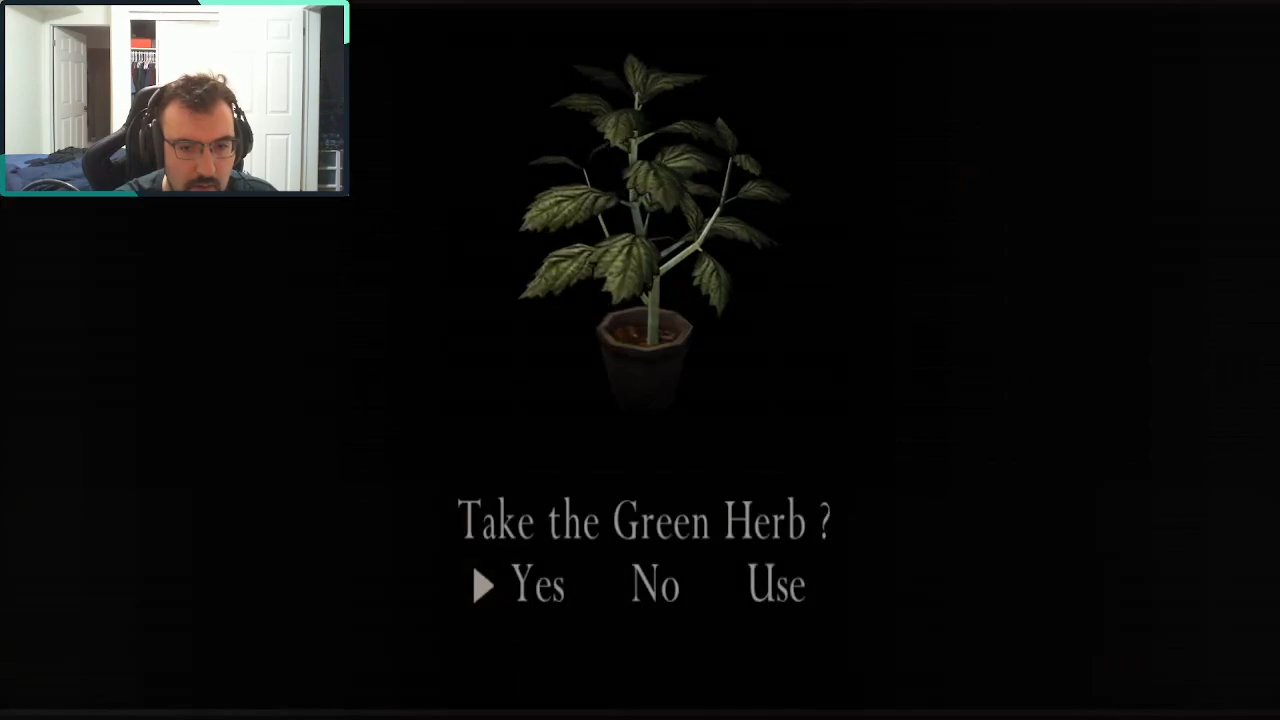 Take the Green Herb ?
Yes No Use